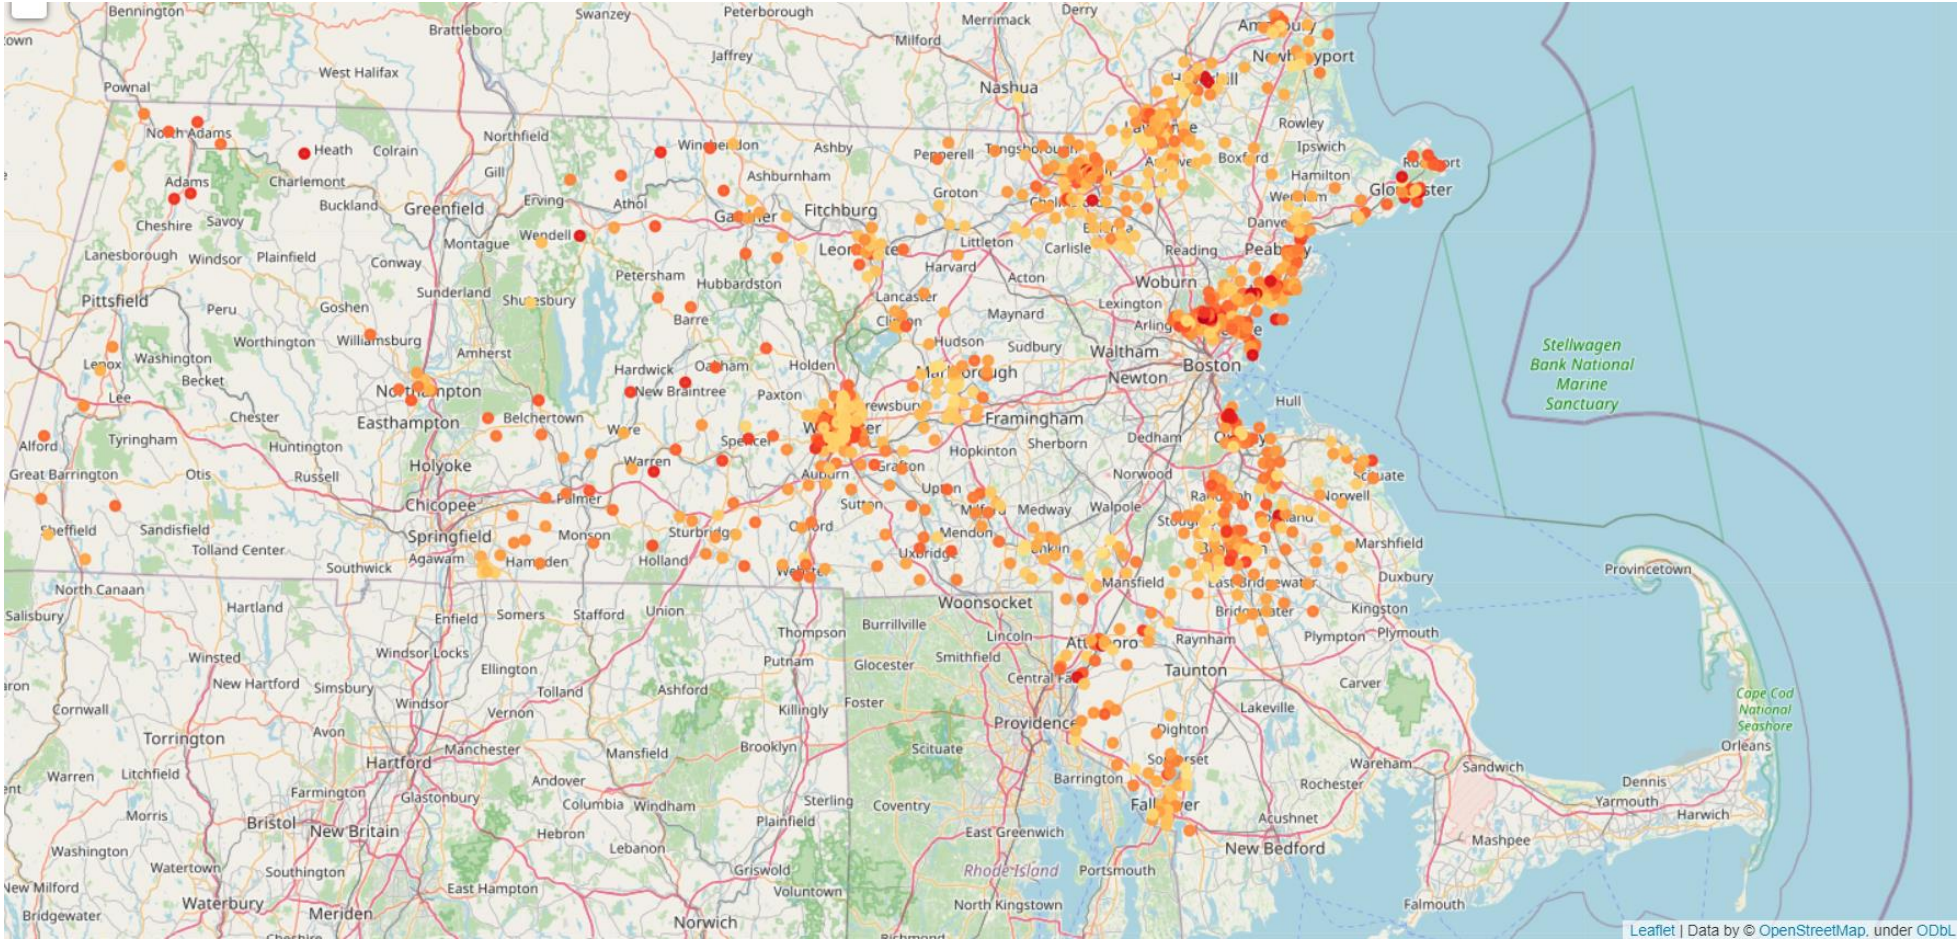 Bennington
Swanzey
Peterborough
Derry
Merrimack
Brattleboro
Milford
own
Jaffrey
West Halifax
Pownal
Nashua
Rowley
Northfield
Ashby
Pepperell
Ipswich
Heath
Colrain
Boxford
Gill
Adams
Charlemont
Ashburnham
Hamilton
Groton
Buckland
Greenfield
Erving
Athol
Fitchburg
Cheshire
Savoy
Wendell
Montague
Littleton
Carlisle
Reading
Lanesborough
Windsor
Plainfield
Conway
Harvard
Petersham
Acton
Hubbardston
Woburn
Sunderland
Pittsfield
Peru
Goshen
Lancaster
Lexington
Barre
Maynard
Worthington
Williamsburg
Hudson
Sudbury
Stellwagen
Bank National
Marine
Sanctuary
Amherst
Washington
Lenox
Holden
Waltham
Boston
Hardwick
Becket
Newton
Lee
New Braintree
Paxton
Hull
Chester
Belchertown
Framingham
Easthampton
Tyringham
Alford
Huntington
Sherborn
Dedham
Holyoke
Hopkinton
Warren
Great Barrington
Otis
Russell
Auburn
Grafton
Norwood
Norwell
Chicopee
Palmer
Sutton
Medway
Walpole
Sheffield
Sandisfield
Springfield
Monson
Sturbridge
Mendon
Tolland Center
Agawam
Holland
Marshfield
Southwick
Mansfield
Duxbury
Provincetown
North Canaan
Woonsocket
Hartland
Salisbury
Enfield
Somers
Stafford
Union
Kingston
Burrillville
Thompson
Lincoln
Raynham
Plympton
Plymouth
Winsted
Windsor Locks
Putnam
Glocester
Smithfield
Ellington
Taunton
New Hartford
Simsbury
Tolland
Ashford
Carver
Cape Cod
National
Seashore
Cornwall
Windsor
Vernon
Killingly
Foster
Lakeville
Providence
Avon
Dighton
Torrington
Manchester
Mansfield
Brooklyn
Scituate
Orleans
Hartford
Warren
Litchfield
Andover
Barrington
Wareham
Sandwich
Farmington
Glastonbury
Columbia
Windham
Sterling
Coventry
Rochester
Dennis
Yarmouth
Harwich
Morris
Bristol
New Britain
Plainfield
Hebron
East Greenwich
Acushnet
Mashpee
Washington
Lebanon
New Bedford
Watertown
Southington
Griswold
Rhode Island
Portsmouth
New Milford
East Hampton
Voluntown
Waterbury
Meriden
Norwich
North Kingstown
Falmouth
Bridgewater
Leaflet | Data by © OpenStreetMap, under ODbL